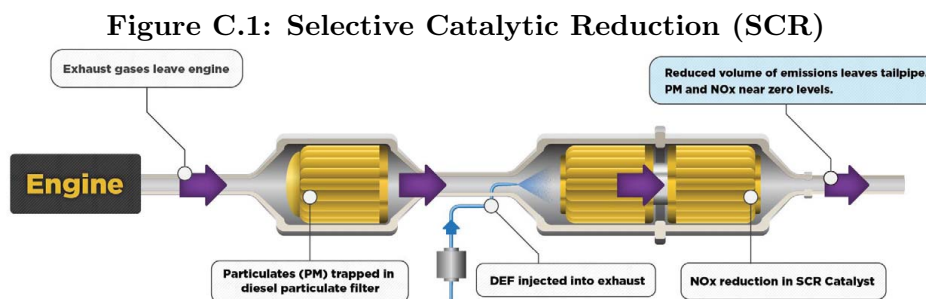 Figure C.1: Selective Catalytic Reduction (SCR)
Exhaust gases leave engine
Reduced volume of emissions leaves tailpipe.
PM and NOx near zero levels.
Engine
Particulates (PM) trapped in
diesel particulate filter
DEF injected into exhaust
NOx reduction in SCR Catalyst